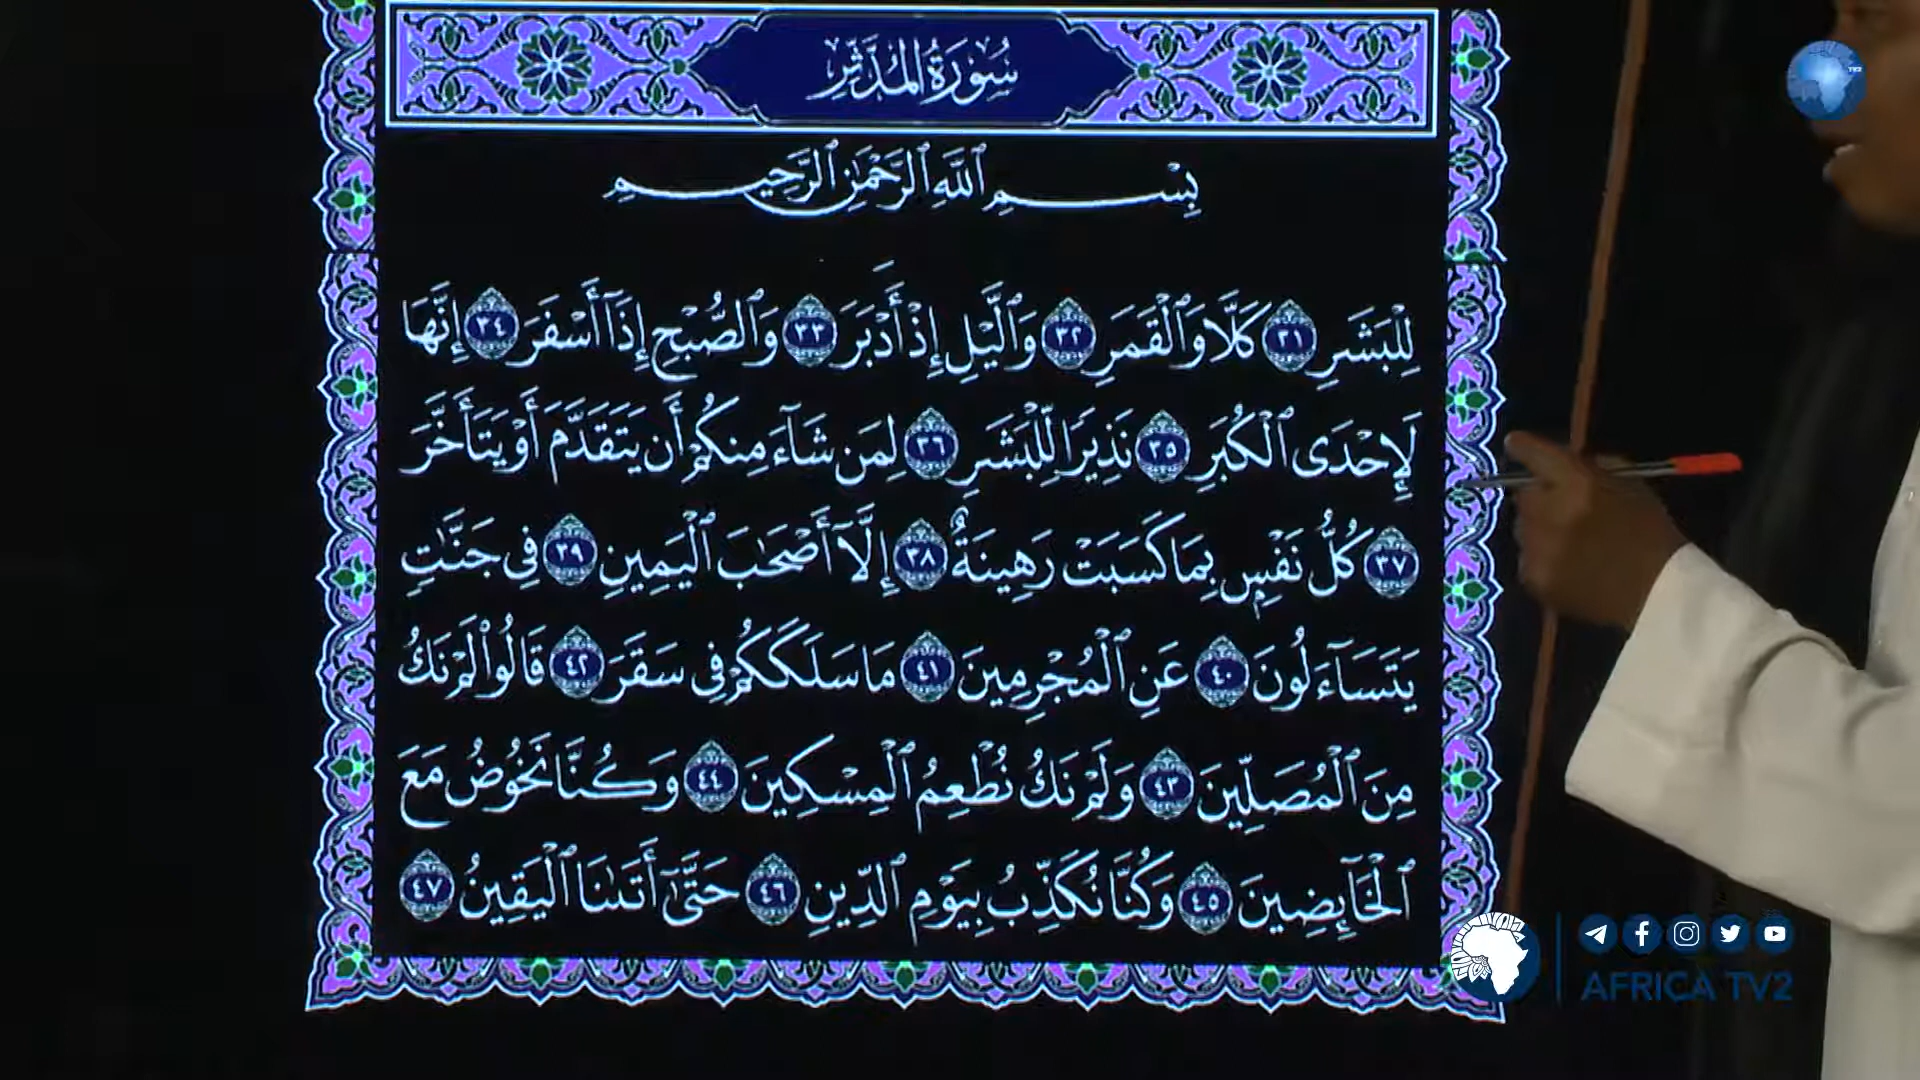 سُورَةُ المُدَّثِّرِ
بِسْمِ ٱللَّهِ ٱلرَّحْمَٰنِ ٱلرَّحِيمِ
TV2
لِلْبَشَرِ ٣١ كَلَّا وَٱلْقَمَرِ ٣٢ وَٱلَّيْلِ إِذْ أَدْبَرَ ٣٣ وَٱلصُّبْحِ إِذَآ أَسْفَرَ ٣٤ إِنَّهَا
لَإِحْدَى ٱلْكُبَرِ ٣٥ نَذِيرًا لِّلْبَشَرِ ٣٦ لِمَن شَآءَ مِنكُمْ أَن يَتَقَدَّمَ أَوْ يَتَأَخَّرَ
٣٧ كُلُّ نَفْسٍۭ بِمَا كَسَبَتْ رَهِينَةٌ ٣٨ إِلَّآ أَصْحَٰبَ ٱلْيَمِينِ ٣٩ فِى جَنَّٰتٍ
يَتَسَآءَلُونَ ٤٠ عَنِ ٱلْمُجْرِمِينَ ٤١ مَا سَلَكَكُمْ فِى سَقَرَ ٤٢ قَالُوا۟ لَمْ نَكُ
مِنَ ٱلْمُصَلِّينَ ٤٣ وَلَمْ نَكُ نُطْعِمُ ٱلْمِسْكِينَ ٤٤ وَكُنَّا نَخُوضُ مَعَ
ٱلْخَآئِضِينَ ٤٥ وَكُنَّا نُكَذِّبُ بِيَوْمِ ٱلدِّينِ ٤٦ حَتَّىٰٓ أَتَىٰنَا ٱلْيَقِينُ ٤٧
AFRICA TV2